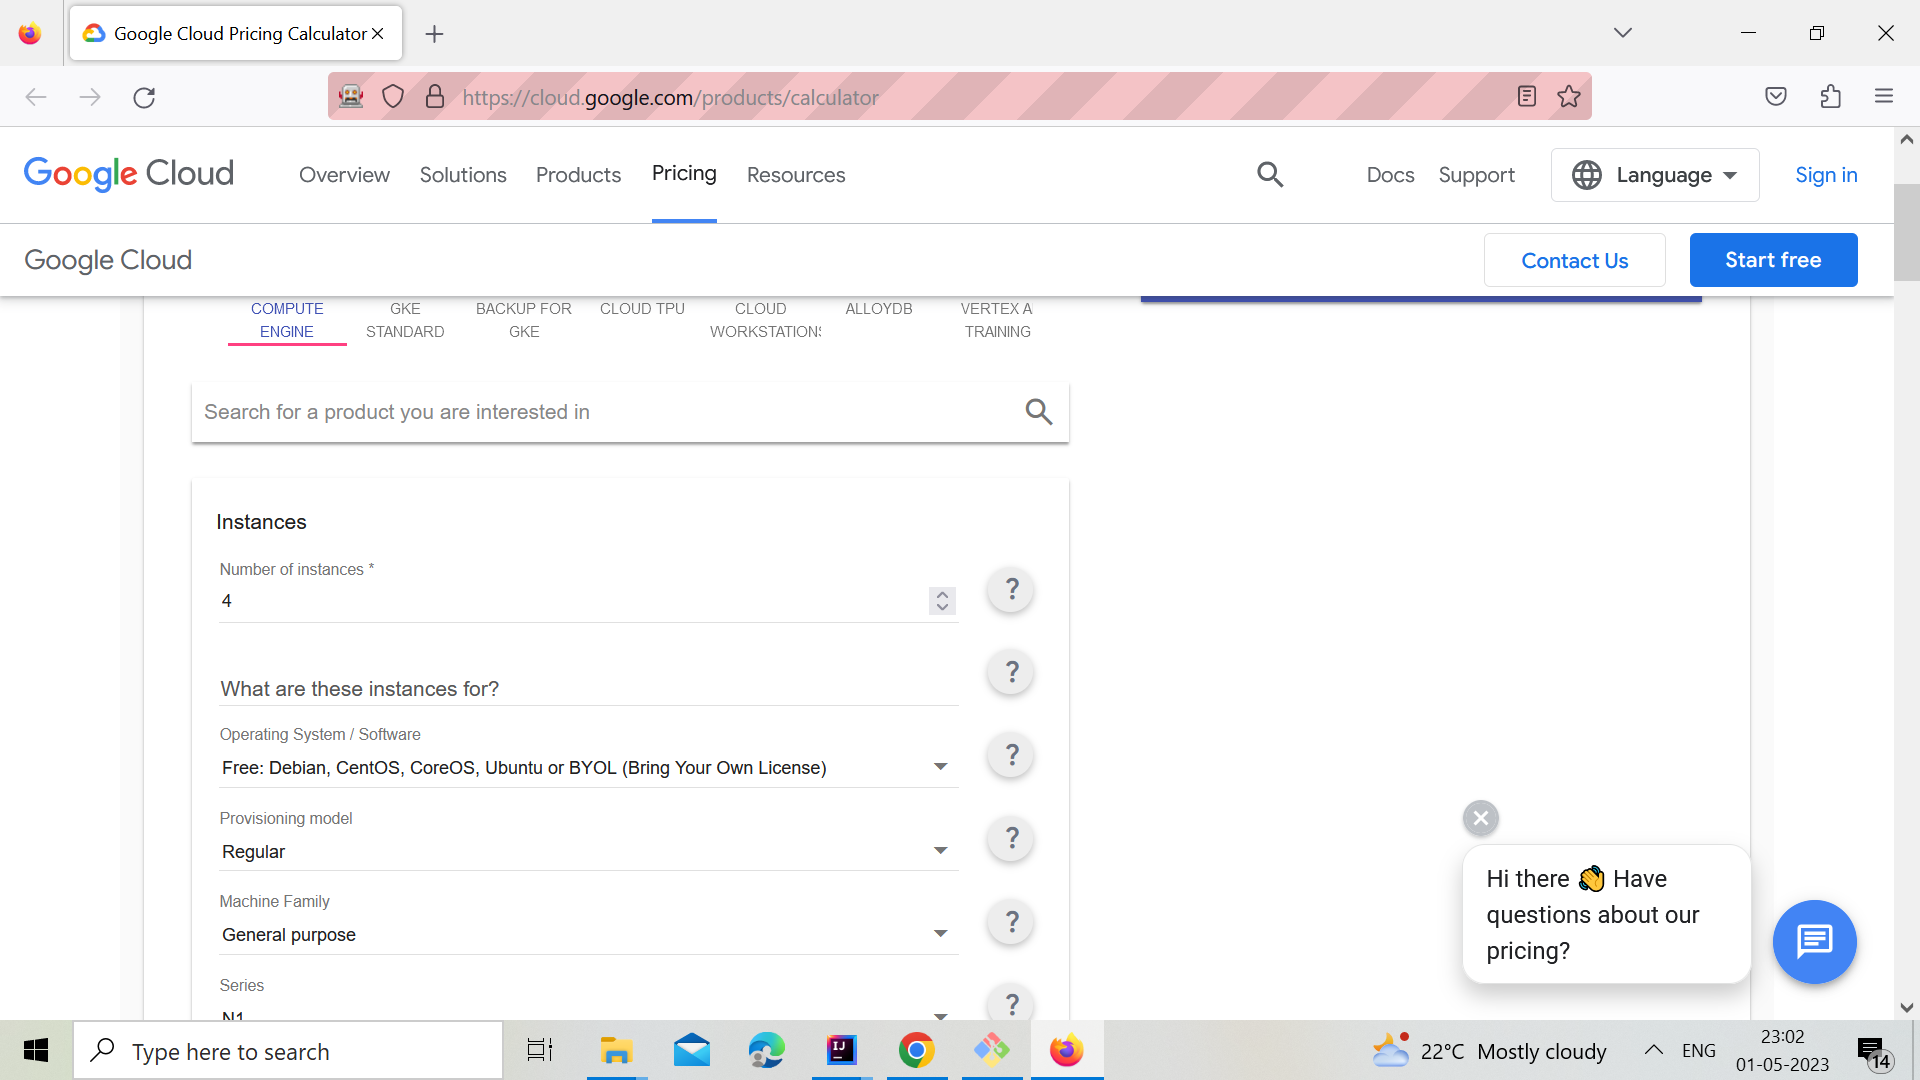 Google Cloud Pricing Calculator
https://cloud.google.com/products/calculator
Google Cloud
Overview
Solutions
Products
Pricing
Resources
Docs
Support
Language
Sign in
Google Cloud
Contact Us
Start free
COMPUTE
ENGINE
GKE
STANDARD
BACKUP FOR
GKE
CLOUD TPU
CLOUD
WORKSTATIONS
ALLOYDB
VERTEX A
TRAINING
Search for a product you are interested in
Instances
Number of instances *
4
?
What are these instances for?
?
Operating System / Software
Free: Debian, CentOS, CoreOS, Ubuntu or BYOL (Bring Your Own License)
?
Provisioning model
Regular
?
Machine Family
General purpose
?
Series
N1
?
Hi there 👋 Have
questions about our
pricing?
Type here to search
IJ
22°C Mostly cloudy
ENG
23:02
01-05-2023
14